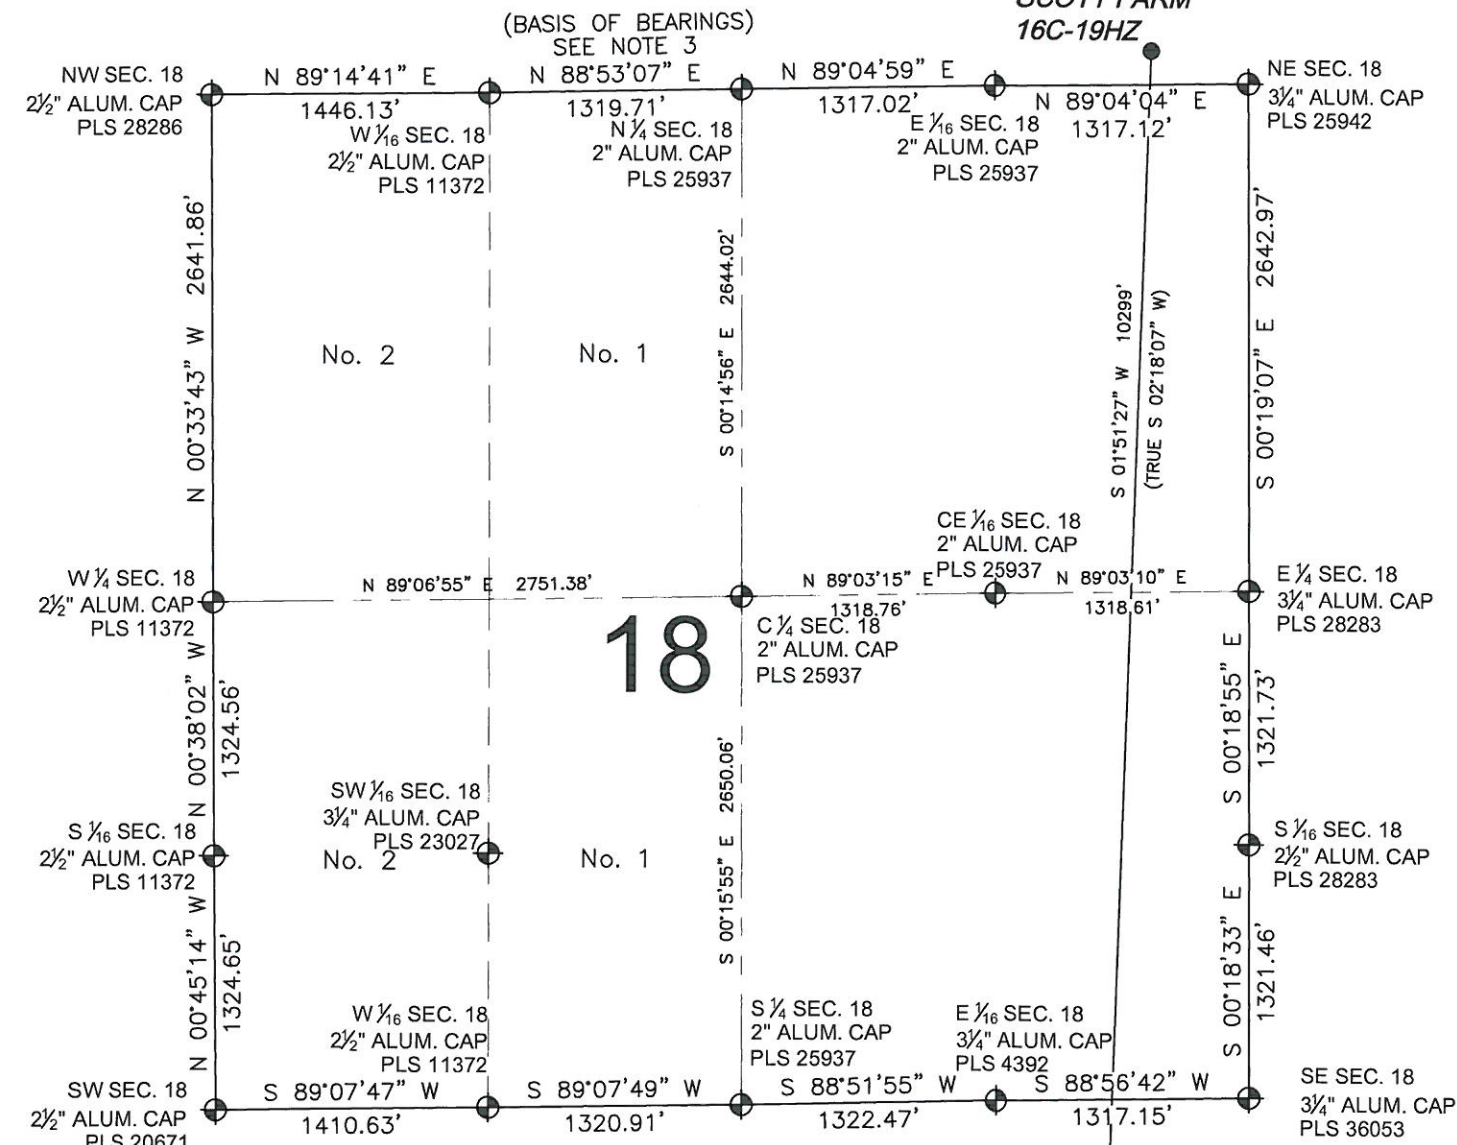 (BASIS OF BEARINGS)
SEE NOTE 3
SCOTT FARM
16C-19HZ
NW SEC. 18
2½" ALUM. CAP
PLS 28286
N 89°14'41" E
1446.13'
N 88°53'07" E
1319.71'
N 89°04'59" E
1317.02'
N 89°04'04" E
1317.12'
NE SEC. 18
3¼" ALUM. CAP
PLS 25942
W 1/16 SEC. 18
2½" ALUM. CAP
PLS 11372
N ¼ SEC. 18
2" ALUM. CAP
PLS 25937
E 1/16 SEC. 18
2" ALUM. CAP
PLS 25937
N 00°33'43" W 2641.86'
No. 2
No. 1
S 00°14'56" E 2644.02'
S 01°51'27" W 10299'
(TRUE S 02°18'07" W)
S 00°19'07" E 2642.97'
W ¼ SEC. 18
2½" ALUM. CAP
PLS 11372
N 89°06'55" E 2751.38'
CE 1/16 SEC. 18
2" ALUM. CAP
PLS 25937
N 89°03'15" E
1318.76'
N 89°03'10" E
1318.61'
E ¼ SEC. 18
3¼" ALUM. CAP
PLS 28283
18
C ¼ SEC. 18
2" ALUM. CAP
PLS 25937
N 00°38'02" W
1324.56'
S 00°18'55" E
1321.73'
SW 1/16 SEC. 18
3¼" ALUM. CAP
PLS 23027
S 1/16 SEC. 18
2½" ALUM. CAP
PLS 11372
No. 2
No. 1
S 00°15'55" E 2650.06'
S 1/16 SEC. 18
2½" ALUM. CAP
PLS 28283
N 00°45'14" W
1324.65'
S 00°18'33" E
1321.46'
W 1/16 SEC. 18
2½" ALUM. CAP
PLS 11372
S ¼ SEC. 18
2" ALUM. CAP
PLS 25937
E 1/16 SEC. 18
3¼" ALUM. CAP
PLS 4392
SW SEC. 18
2½" ALUM. CAP
PLS 20671
S 89°07'47" W
1410.63'
S 89°07'49" W
1320.91'
S 88°51'55" W
1322.47'
S 88°56'42" W
1317.15'
SE SEC. 18
3¼" ALUM. CAP
PLS 36053